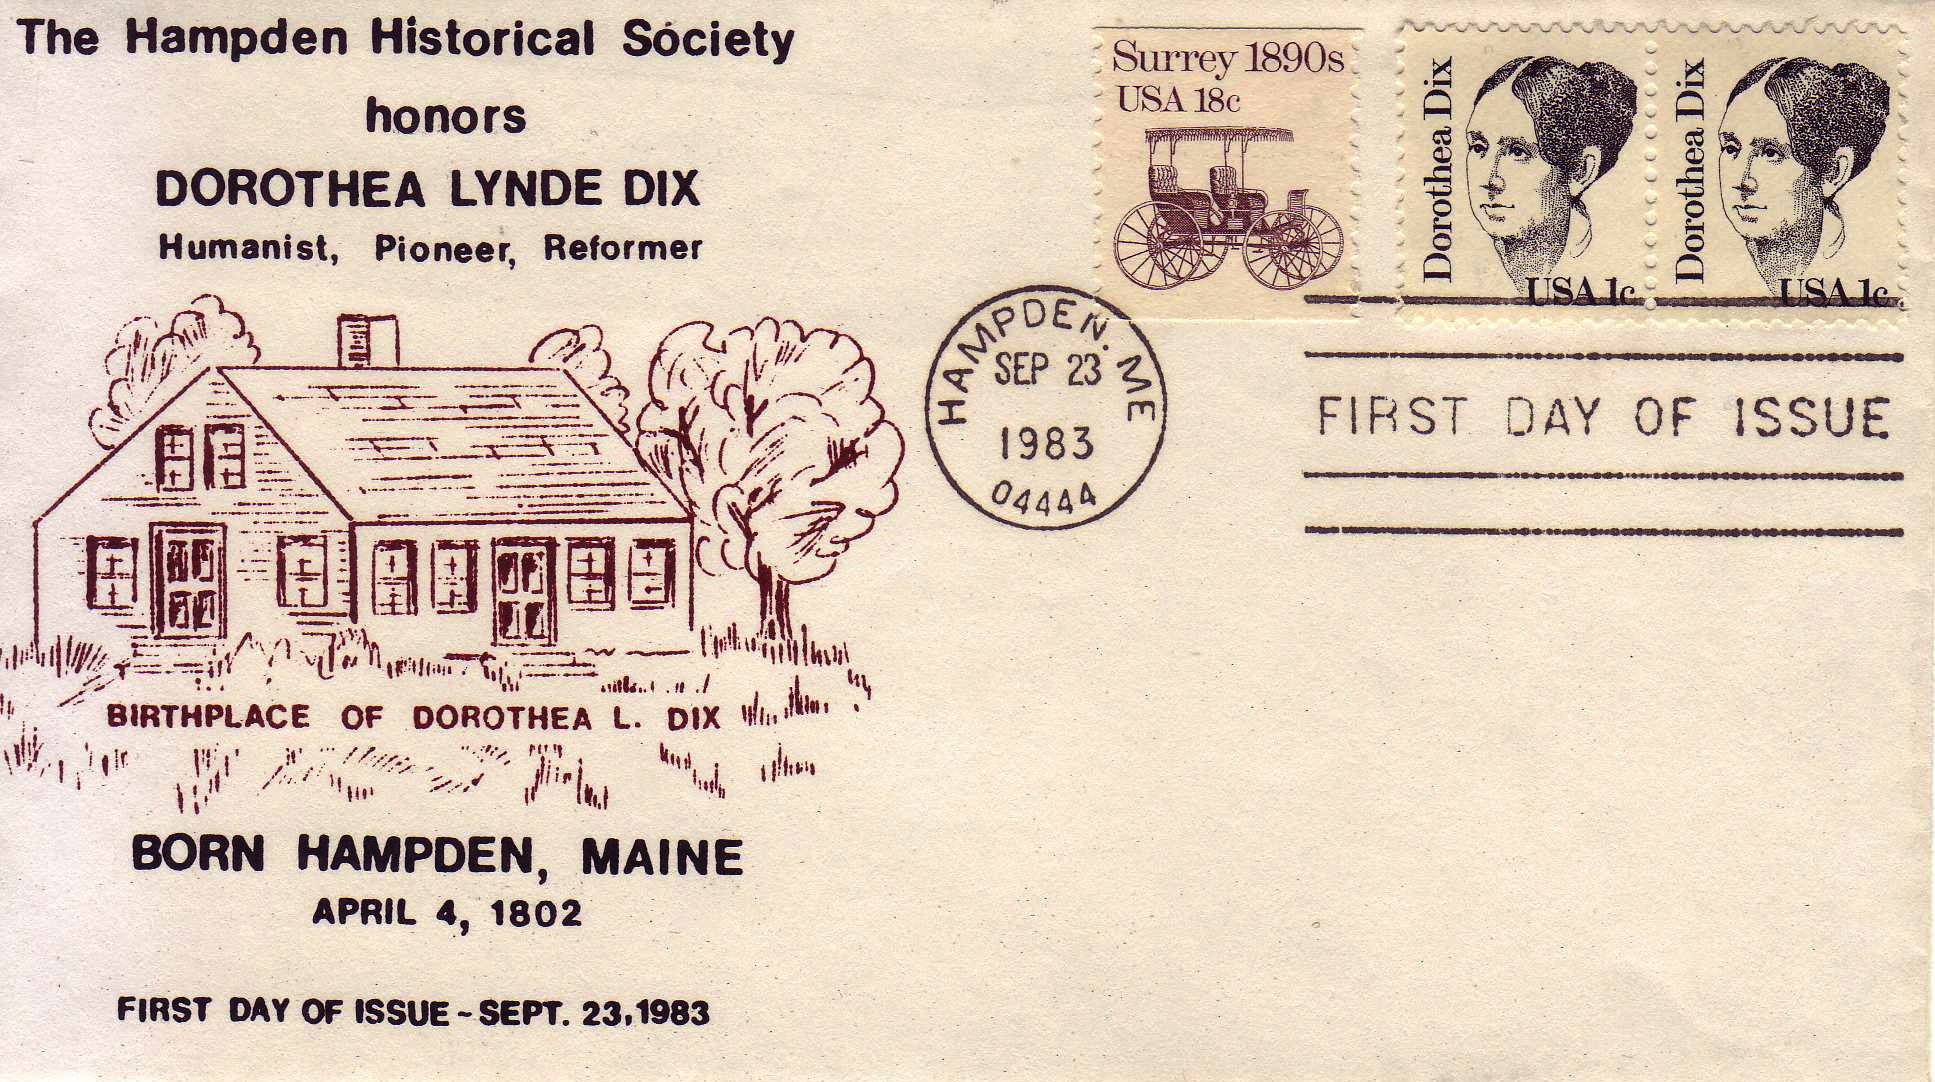 The Hampden Historical Society
honors
DOROTHEA LYNDE DIX
Humanist, Pioneer, Reformer
BIRTHPLACE OF DOROTHEA L. DIX
BORN HAMPDEN, MAINE
APRIL 4, 1802
FIRST DAY OF ISSUE ~ SEPT. 23, 1983
Surrey 1890s
USA 18c
Dorothea Dix
USA 1c
Dorothea Dix
USA 1c
HAMPDEN. ME
SEP 23
1983
04444
FIRST DAY OF ISSUE